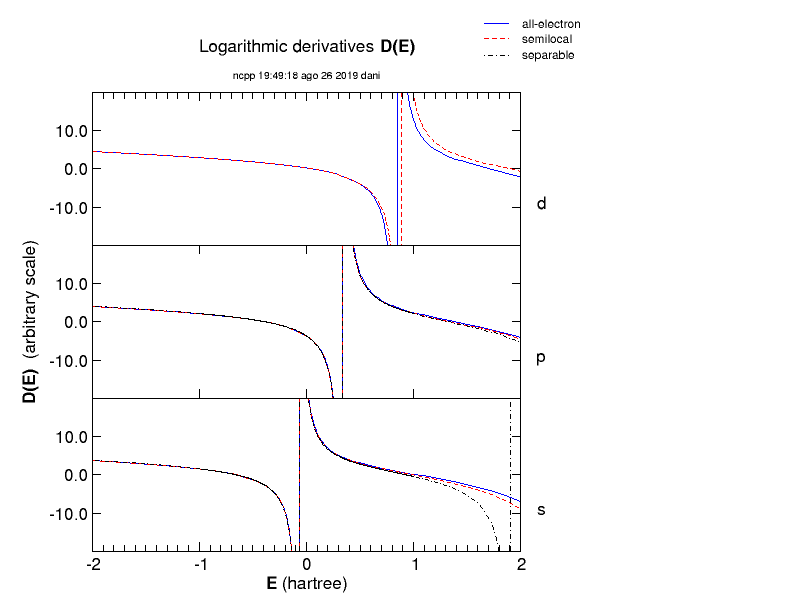 all-electron
semilocal
separable
Logarithmic derivatives D(E)
ncpp 19:49:18 ago 26 2019 dani
10.0
0.0
-10.0
d
10.0
0.0
-10.0
p
10.0
0.0
-10.0
s
D(E) (arbitrary scale)
-2 -1 0 1 2
E (hartree)